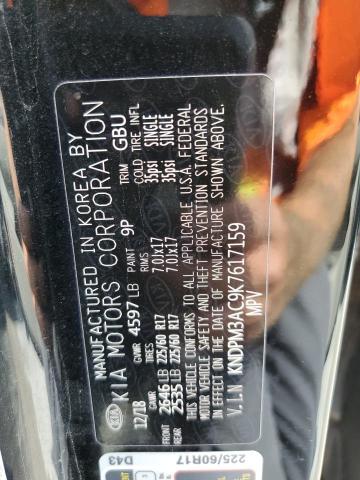 MANUFACTURED IN KOREA BY
KIA MOTORS CORPORATION
KIA
12/18 GVWR 4597 LB PAINT 9P TRIM GBU
GAWR TIRES RIMS COLD TIRE INFL
FRONT 2646 LB 225/60 R17 7.0Jx17 35psi SINGLE
REAR 2535 LB 225/60 R17 7.0Jx17 35psi SINGLE
THIS VEHICLE CONFORMS TO ALL APPLICABLE U.S.A. FEDERAL
MOTOR VEHICLE SAFETY AND THEFT PREVENTION STANDARDS
IN EFFECT ON THE DATE OF MANUFACTURE SHOWN ABOVE.
V.I.N KNDPM3AC9K7617159
MPV
D43
225/60R17